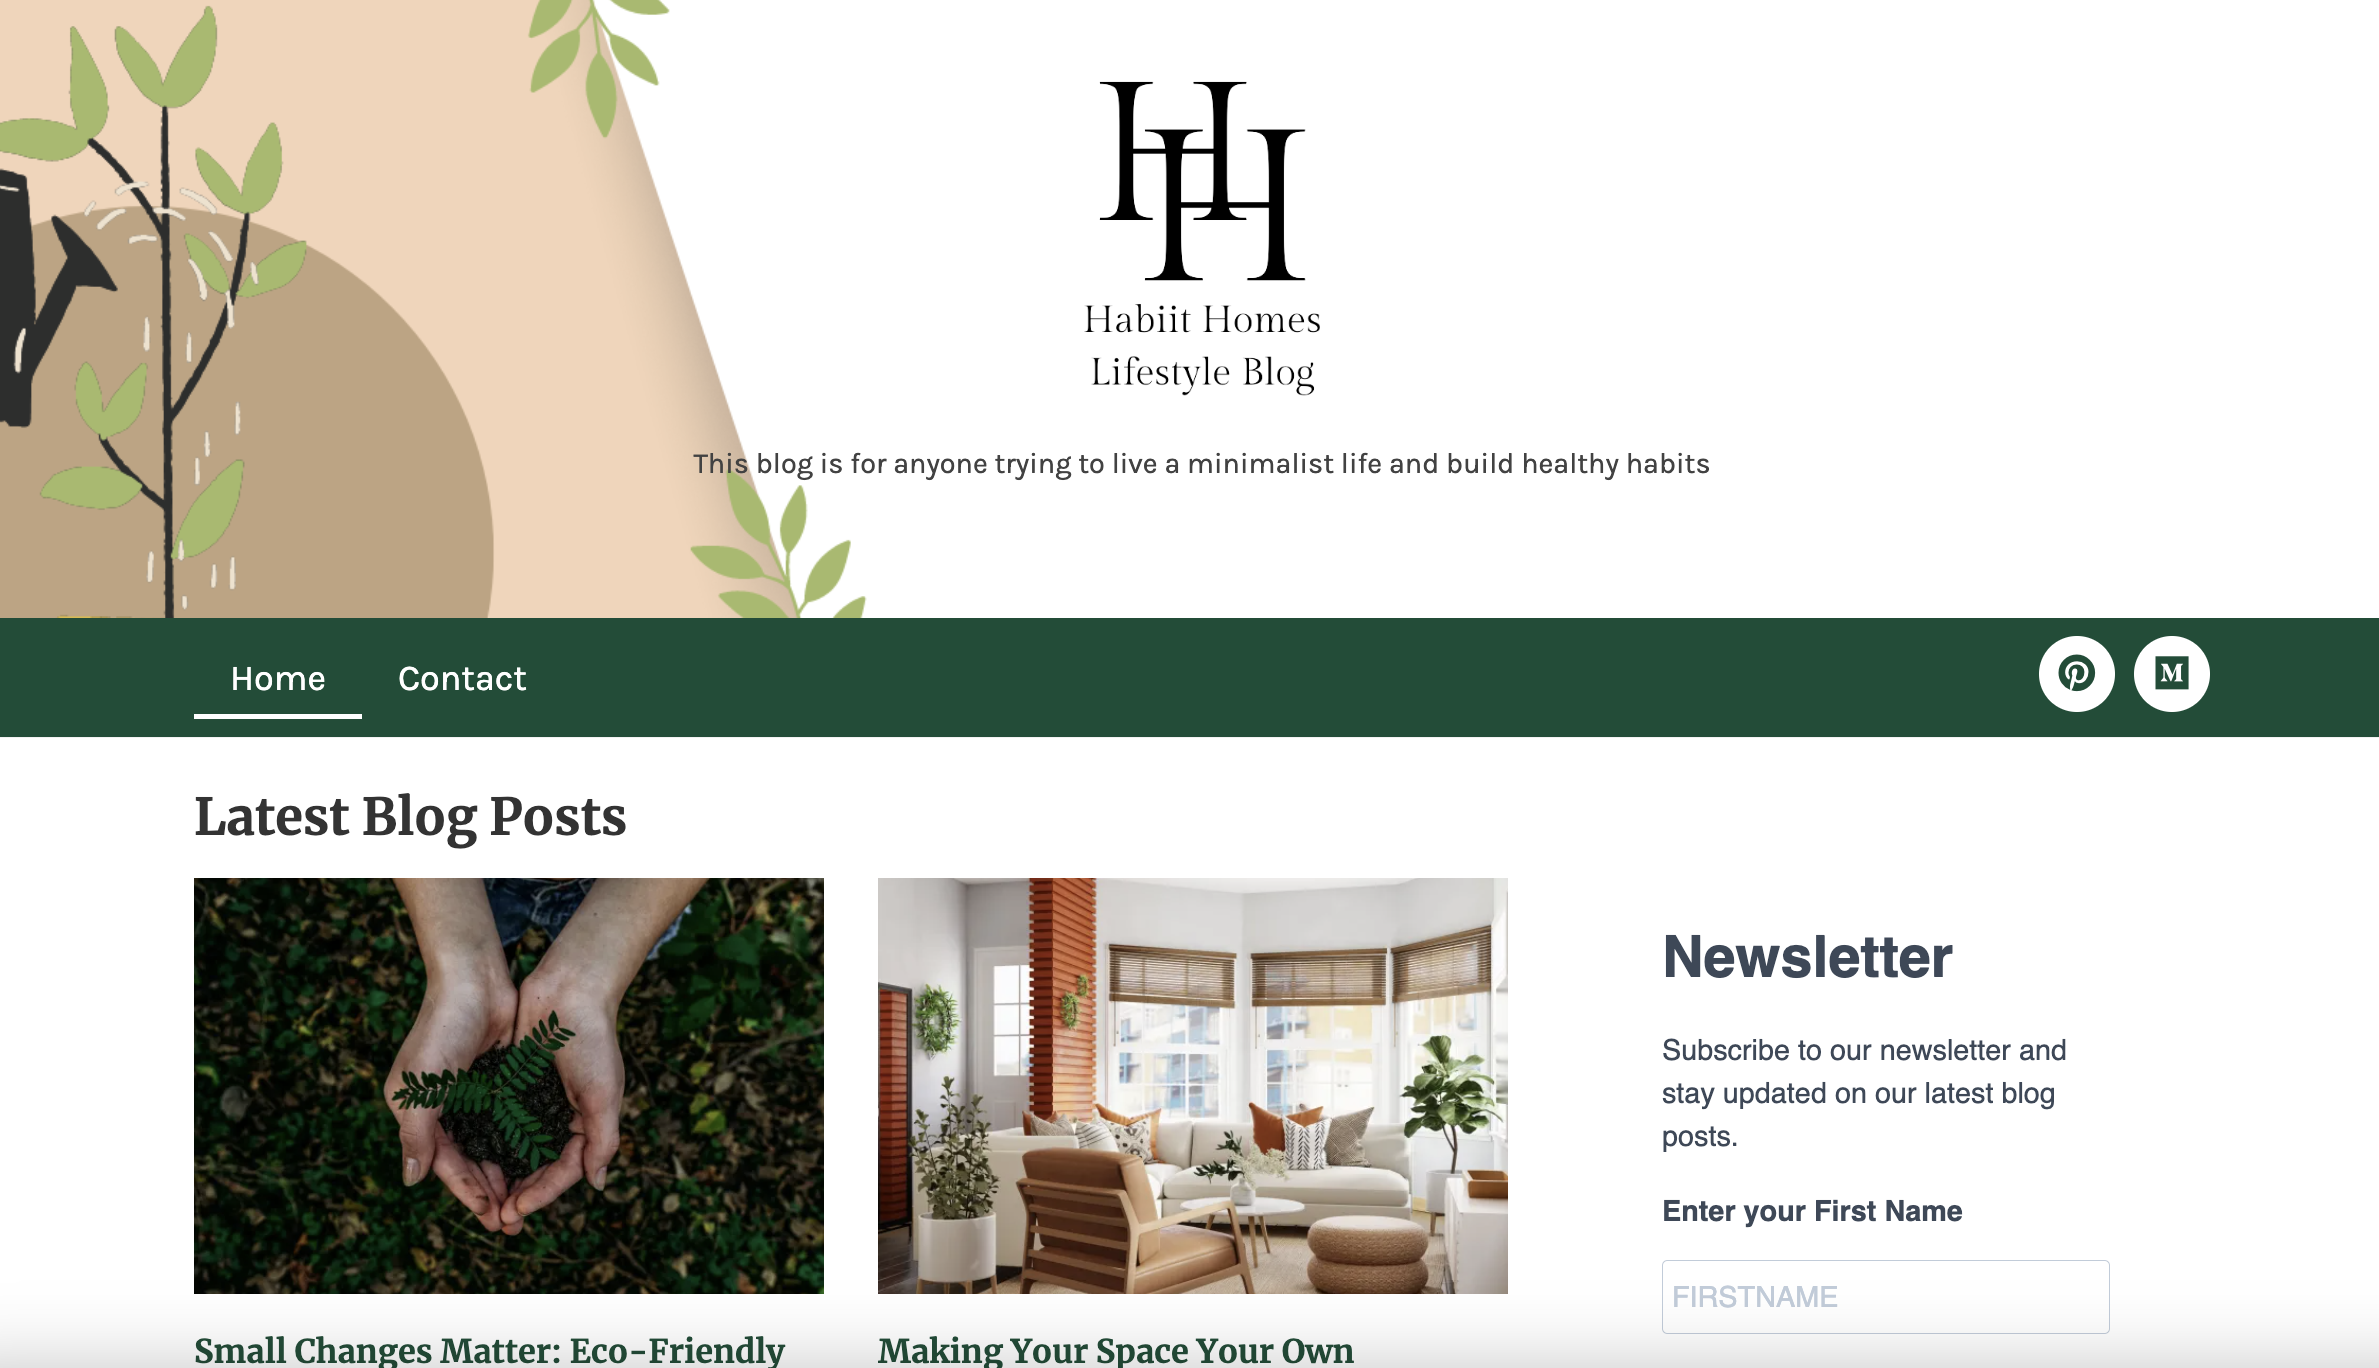 HH
Habiit Homes
Lifestyle Blog
This blog is for anyone trying to live a minimalist life and build healthy habits
Home
Contact
M
Latest Blog Posts
Newsletter
Subscribe to our newsletter and
stay updated on our latest blog
posts.
Enter your First Name
FIRSTNAME
Small Changes Matter: Eco-Friendly
Making Your Space Your Own